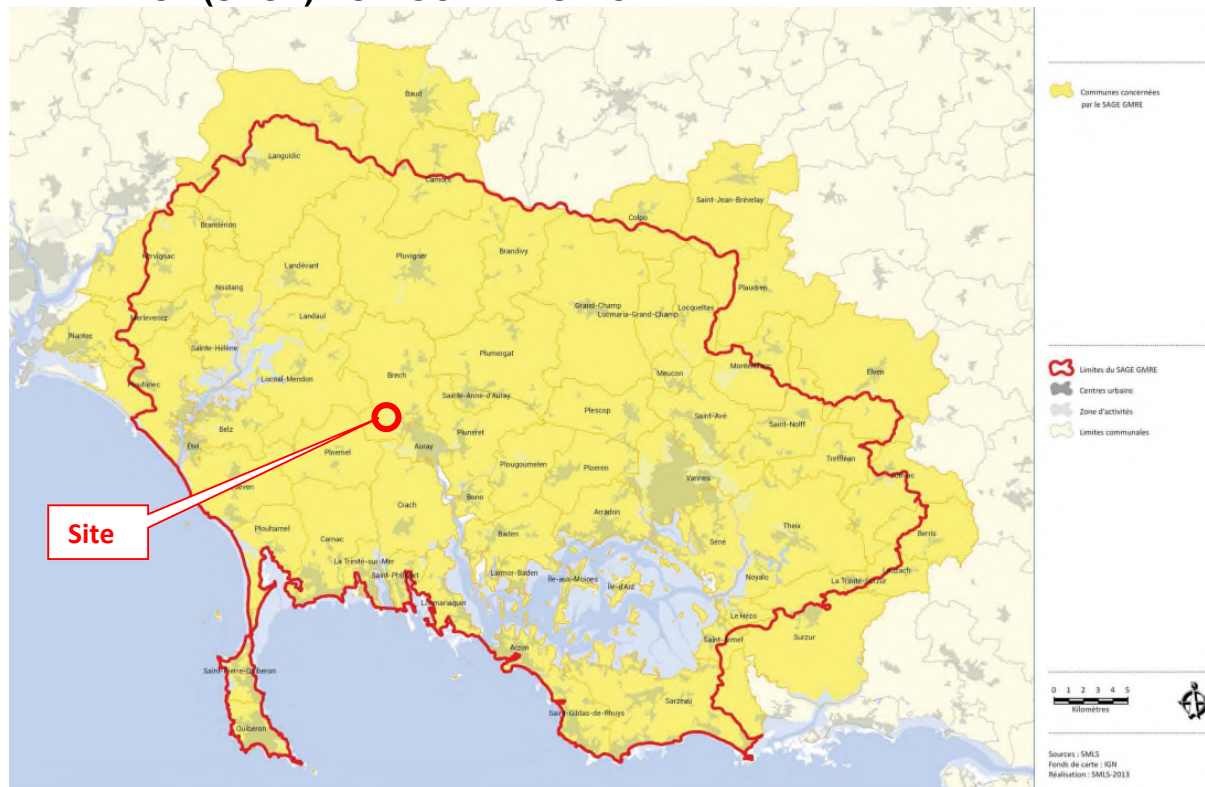 Baud
Languidic
Camors
Saint-Jean-Brévelay
Colpo
Brandérion
Pluvigner
Brandivy
Kervignac
Landévant
Plaudren
Nostang
Grand-Champ
Locqueltas
Locmaria-Grand-Champ
Merlevenez
Landaul
Riantec
Sainte-Hélène
Plumergat
Monterblanc
Elven
Brech
Meucon
Locoal-Mendon
Plouhinec
Sainte-Anne-d'Auray
Plescop
Saint-Avé
Belz
Saint-Nolff
Pluneret
Étel
Auray
Ploemel
Treffléan
Plougoumelen
Ploeren
Vannes
Bono
Crach
Arradon
Site
Plouharnel
Theix
Baden
Carnac
Séné
Berric
La Trinité-sur-Mer
Saint-Philibert
Larmor-Baden
Île-aux-Moines
Île-d'Arz
Noyalo
La Trinité-Surzur
Lauzach
Locmariaquer
Le Hézo
Surzur
Saint-Armel
Arzon
Saint-Pierre-Quiberon
Sarzeau
Saint-Gildas-de-Rhuys
Quiberon
Communes concernées
par le SAGE GMRE
Limites du SAGE GMRE
Centres urbains
Zone d'activités
Limites communales
0 1 2 3 4 5
Kilomètres
Sources : SMLS
Fonds de carte : IGN
Réalisation : SMLS-2013